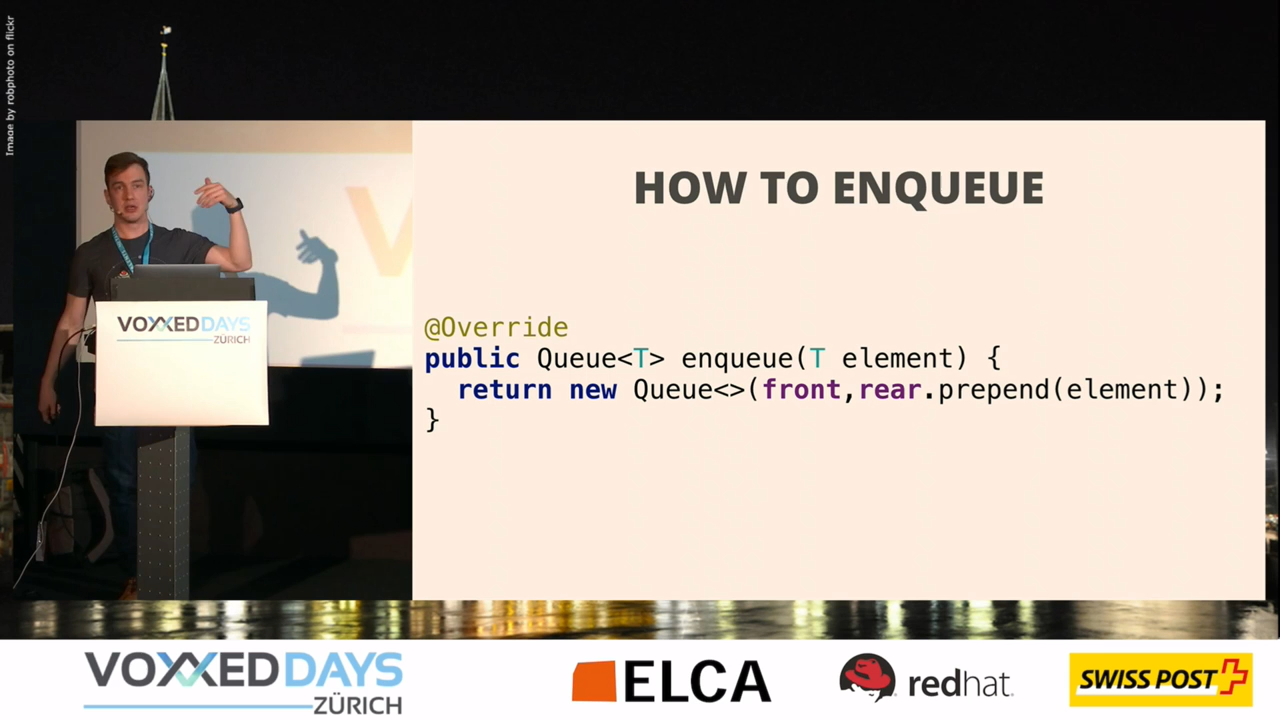 Image by robphoto on flickr
HOW TO ENQUEUE
@Override
public Queue<T> enqueue(T element) {
return new Queue<>(front,rear.prepend(element));
}
VOXXEDDAYS
ZÜRICH
VOXXEDDAYS
ZÜRICH
ELCA
redhat.
SWISS POST